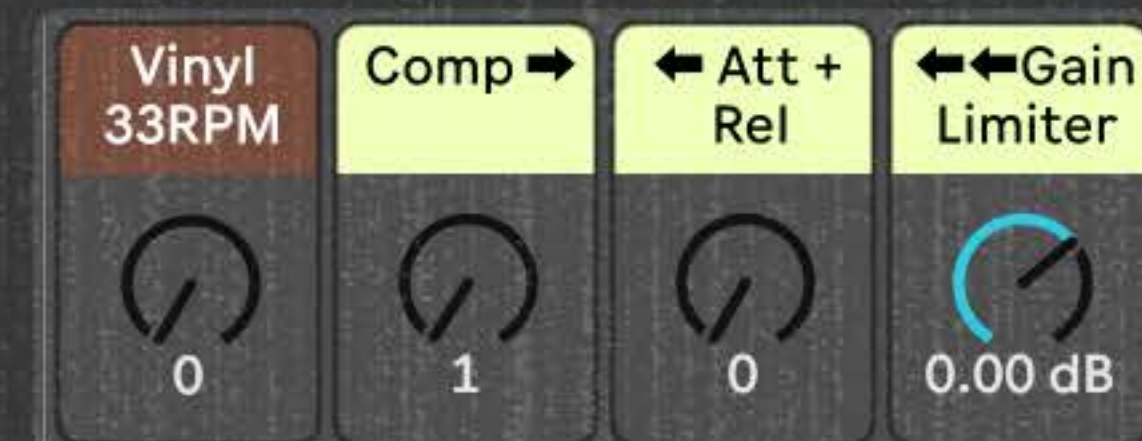 Vinyl
33RPM
Comp ➡
⬅ Att +
Rel
⬅⬅Gain
Limiter
0
1
0
0.00 dB